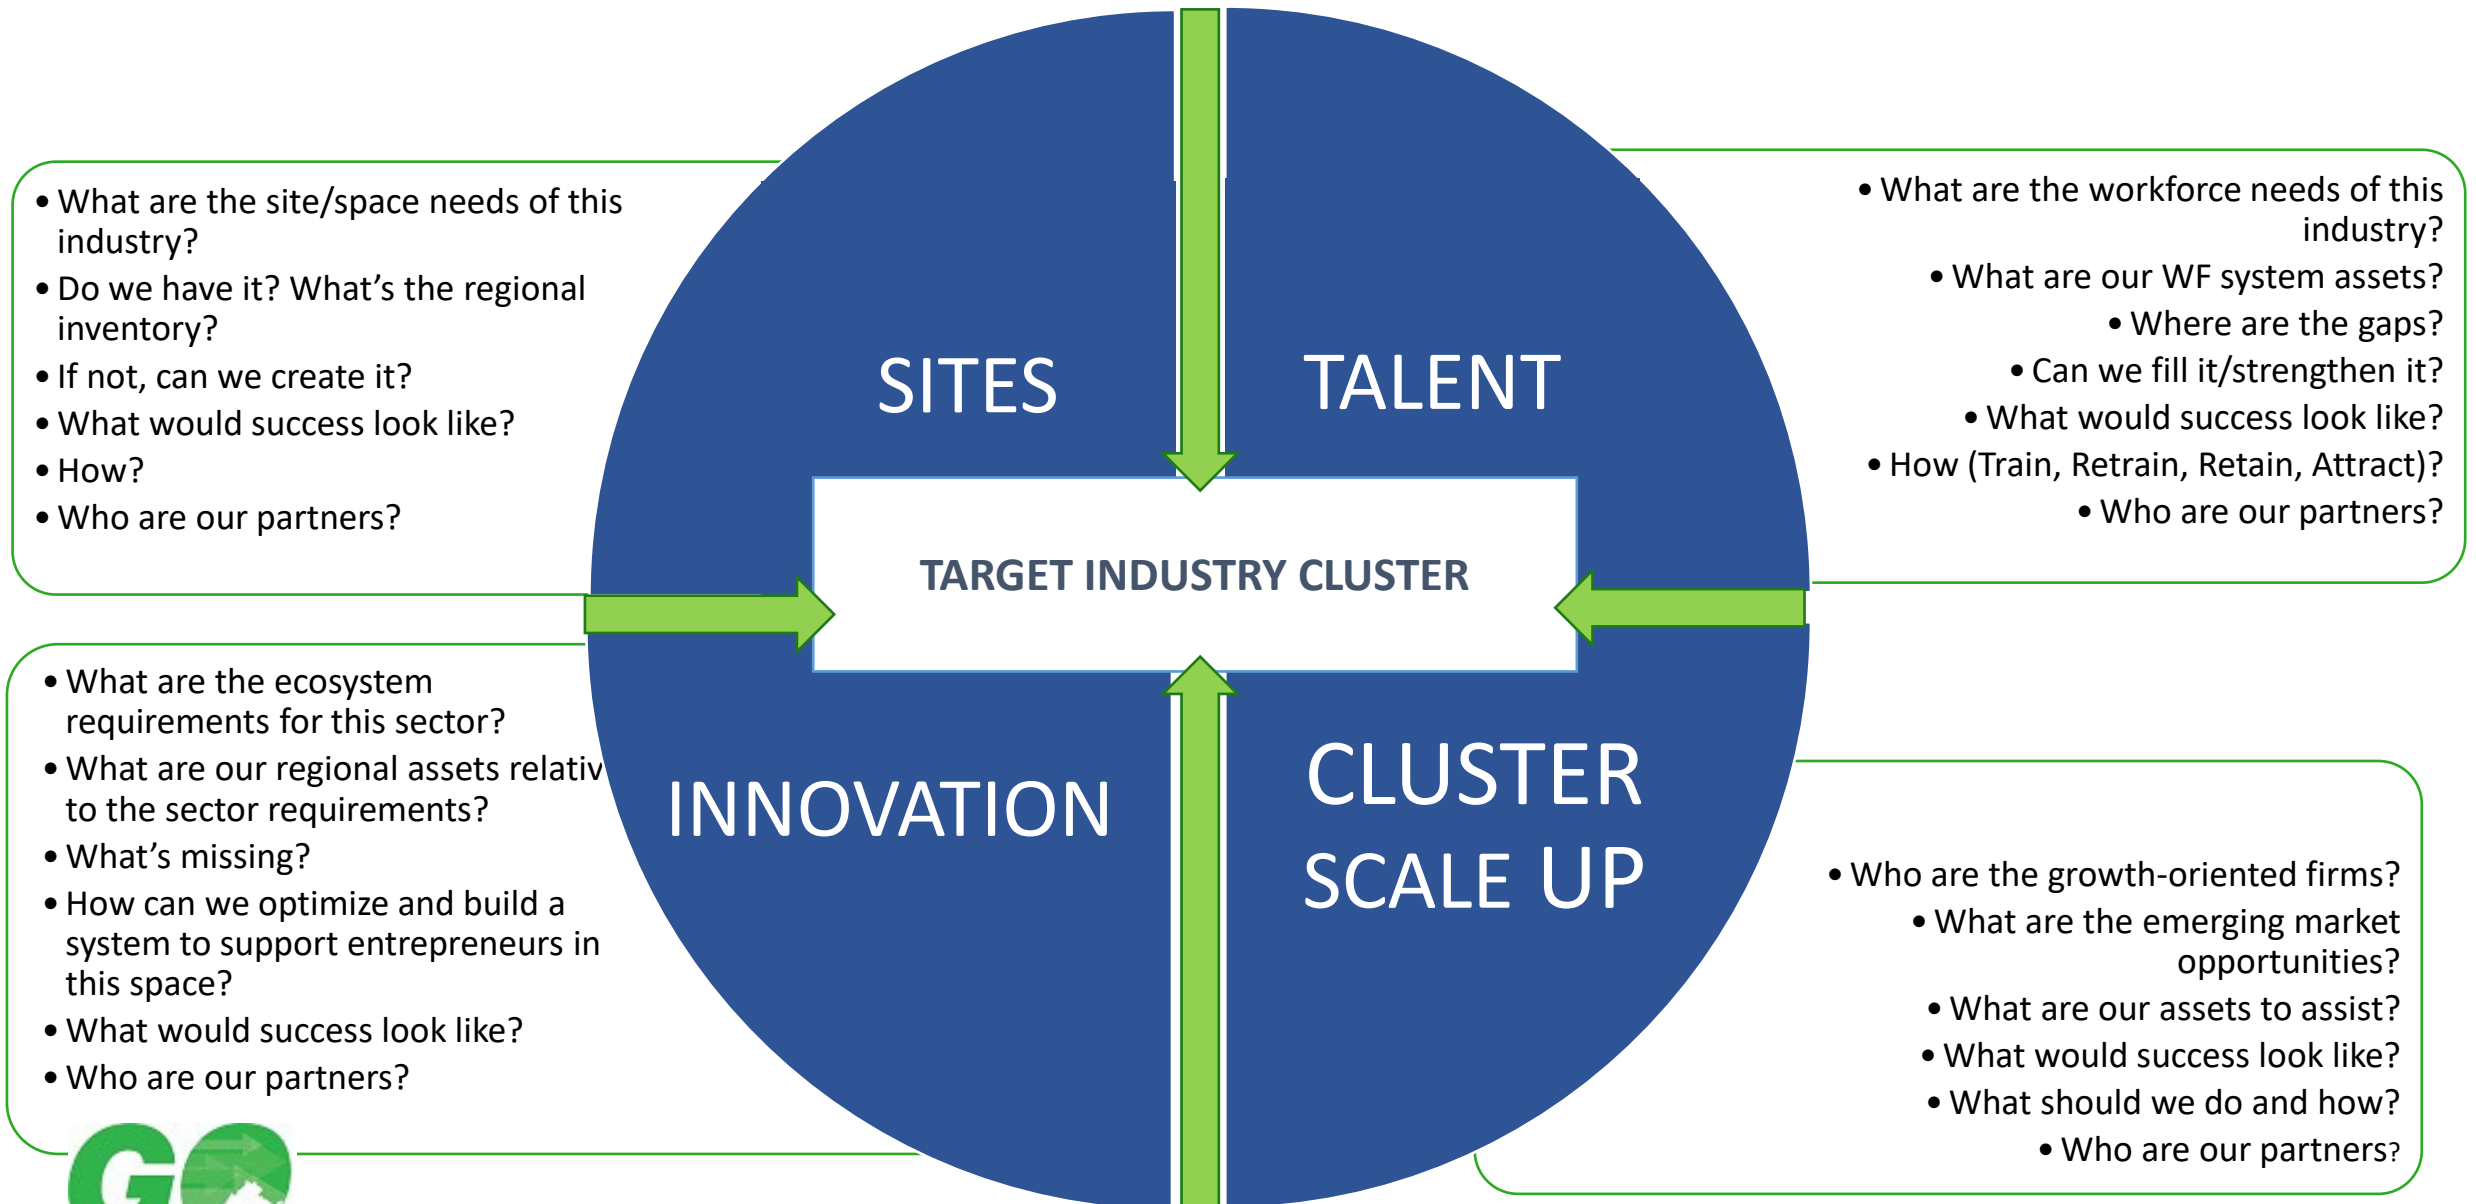 • What are the site/space needs of this
industry?
• Do we have it? What’s the regional
inventory?
• If not, can we create it?
• What would success look like?
• How?
• Who are our partners?
SITES
TALENT
• What are the workforce needs of this
industry?
• What are our WF system assets?
• Where are the gaps?
• Can we fill it/strengthen it?
• What would success look like?
• How (Train, Retrain, Retain, Attract)?
• Who are our partners?
TARGET INDUSTRY CLUSTER
• What are the ecosystem
requirements for this sector?
• What are our regional assets relativ
to the sector requirements?
• What’s missing?
• How can we optimize and build a
system to support entrepreneurs in
this space?
• What would success look like?
• Who are our partners?
INNOVATION
CLUSTER
SCALE UP
• Who are the growth-oriented firms?
• What are the emerging market
opportunities?
• What are our assets to assist?
• What would success look like?
• What should we do and how?
• Who are our partners?
GO